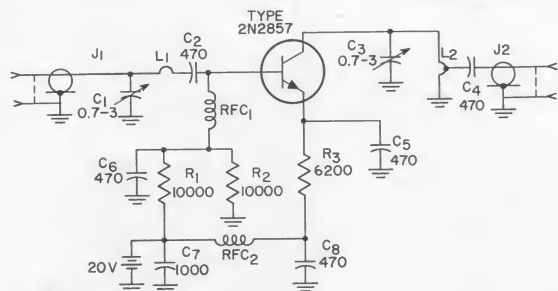 TYPE
2N2857
J1
L1
C2
470
C1
0.7-3
RFC1
C3
0.7-3
L2
J2
C4
470
C6
470
R1
10000
R2
10000
R3
6200
C5
470
20V
C7
1000
RFC2
C8
470